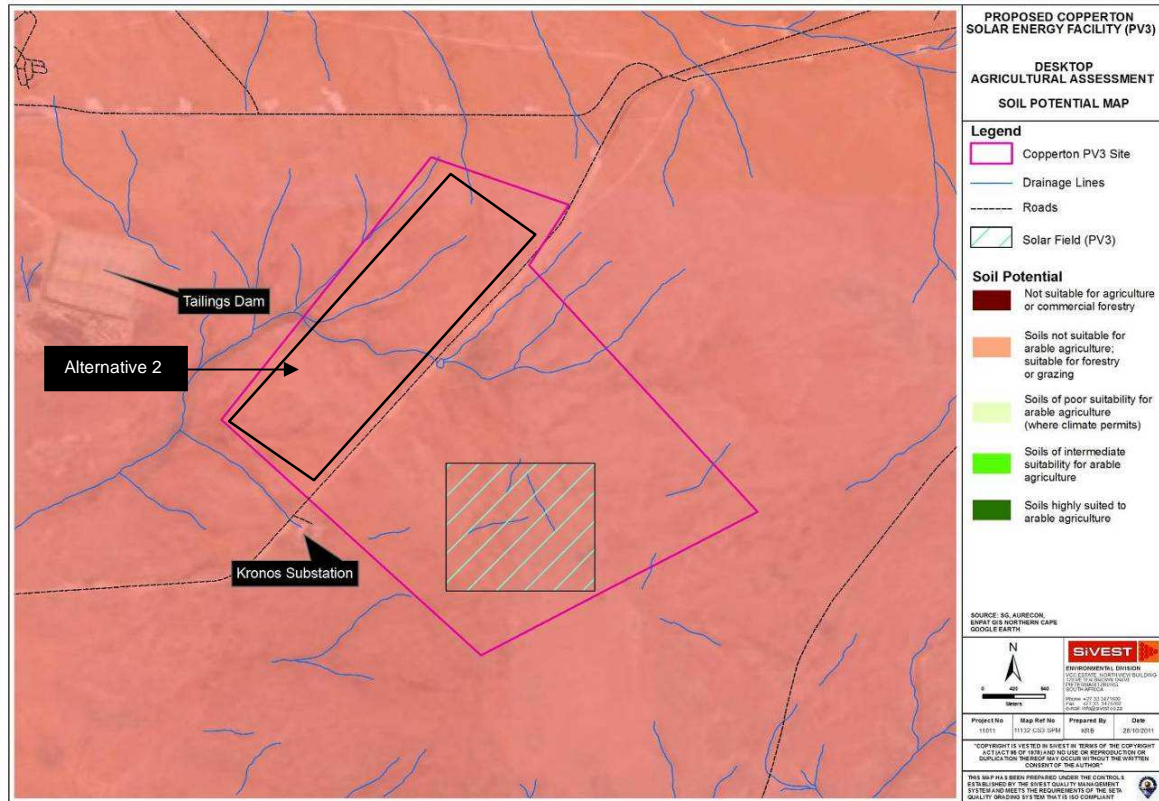 Tailings Dam
Alternative 2
Kronos Substation
PROPOSED COPPERTON
SOLAR ENERGY FACILITY (PV3)
DESKTOP
AGRICULTURAL ASSESSMENT
SOIL POTENTIAL MAP
Legend
Copperton PV3 Site
Drainage Lines
Roads
Solar Field (PV3)
Soil Potential
Not suitable for agriculture
or commercial forestry
Soils not suitable for
arable agriculture;
suitable for forestry
or grazing
Soils of poor suitability for
arable agriculture
(where climate permits)
Soils of intermediate
suitability for arable
agriculture
Soils highly suited to
arable agriculture
SOURCE: SG, AURECON,
ENPAT GIS NORTHERN CAPE
GOOGLE EARTH
N
0 420 840
Meters
SiVEST
ENVIRONMENTAL DIVISION
SOUTH AFRICA
Project No
Map Ref No
Prepared By
Date
11011
KRB
28/10/2011
"COPYRIGHT IS VESTED IN SIVEST IN TERMS OF THE COPYRIGHT
ACT (ACT 98 OF 1978) AND NO USE OR REPRODUCTION OR
DUPLICATION THEREOF MAY OCCUR WITHOUT THE WRITTEN
CONSENT OF THE AUTHOR"
THIS MAP HAS BEEN PREPARED UNDER THE CONTROLS
ESTABLISHED BY THE SIVEST QUALITY MANAGEMENT
SYSTEM AND MEETS THE REQUIREMENTS OF THE SETA
QUALITY GRADING SYSTEM THAT IS ISO COMPLIANT